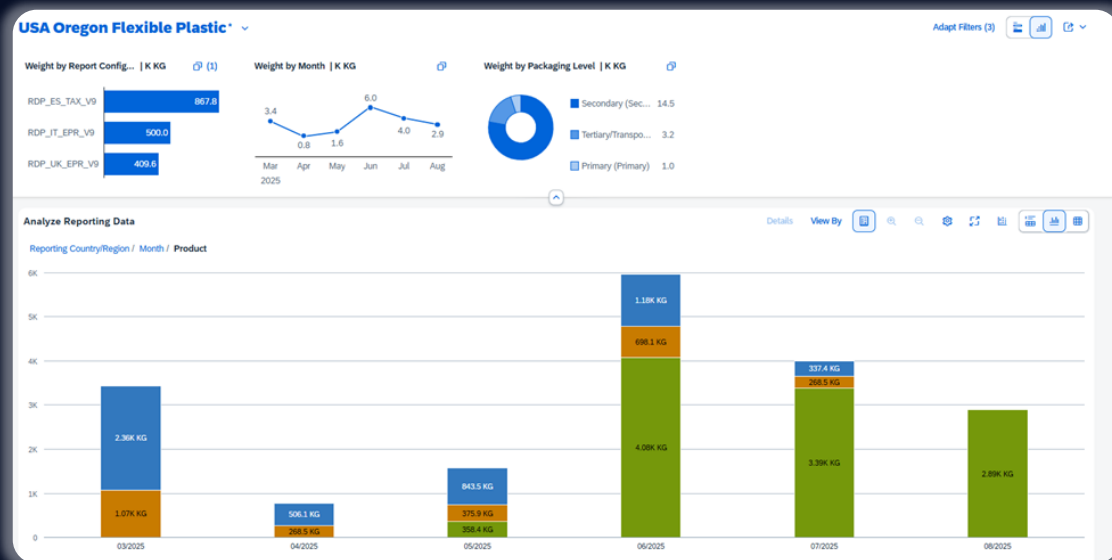 USA Oregon Flexible Plastic*
Adapt Filters (3)
Weight by Report Config... | K KG
(1)
RDP_ES_TAX_V9 867.8
RDP_IT_EPR_V9 500.0
RDP_UK_EPR_V9 409.6
Weight by Month | K KG
3.4 0.8 1.6 6.0 4.0 2.9
Mar Apr May Jun Jul Aug
2025
Weight by Packaging Level | K KG
Secondary (Sec... 14.5
Tertiary/Transpo... 3.2
Primary (Primary) 1.0
Analyze Reporting Data
Details View By
Reporting Country/Region / Month / Product
6K
5K
4K
3K
2K
1K
0
2.36K KG
1.07K KG
506.1 KG
268.5 KG
843.5 KG
375.9 KG
358.4 KG
1.18K KG
698.1 KG
4.08K KG
337.4 KG
268.5 KG
3.39K KG
2.89K KG
03/2025 04/2025 05/2025 06/2025 07/2025 08/2025